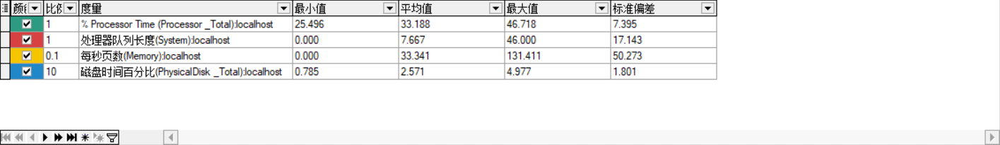 颜 比例 度量 最小值 平均值 最大值 标准偏差
1 % Processor Time (Processor _Total):localhost 25.496 33.188 46.718 7.395
1 处理器队列长度(System):localhost 0.000 7.667 46.000 17.143
0.1 每秒页数(Memory):localhost 0.000 33.341 131.411 50.273
10 磁盘时间百分比(PhysicalDisk _Total):localhost 0.785 2.571 4.977 1.801